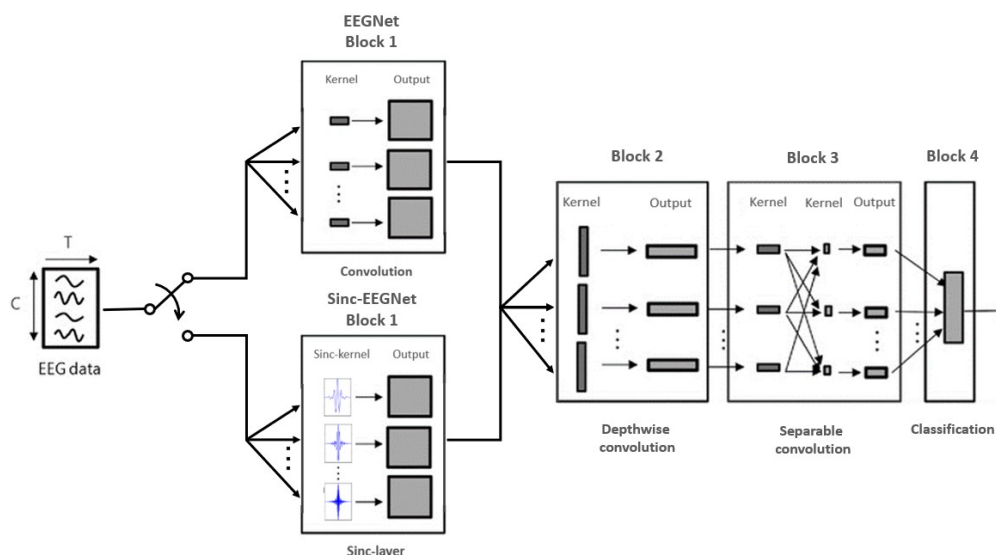 EEGNet
Block 1
Kernel Output
Convolution
T
C
EEG data
Sinc-EEGNet
Block 1
Sinc-kernel Output
Sinc-layer
Block 2
Kernel Output
Depthwise
convolution
Block 3
Kernel Kernel Output
Separable
convolution
Block 4
Classification